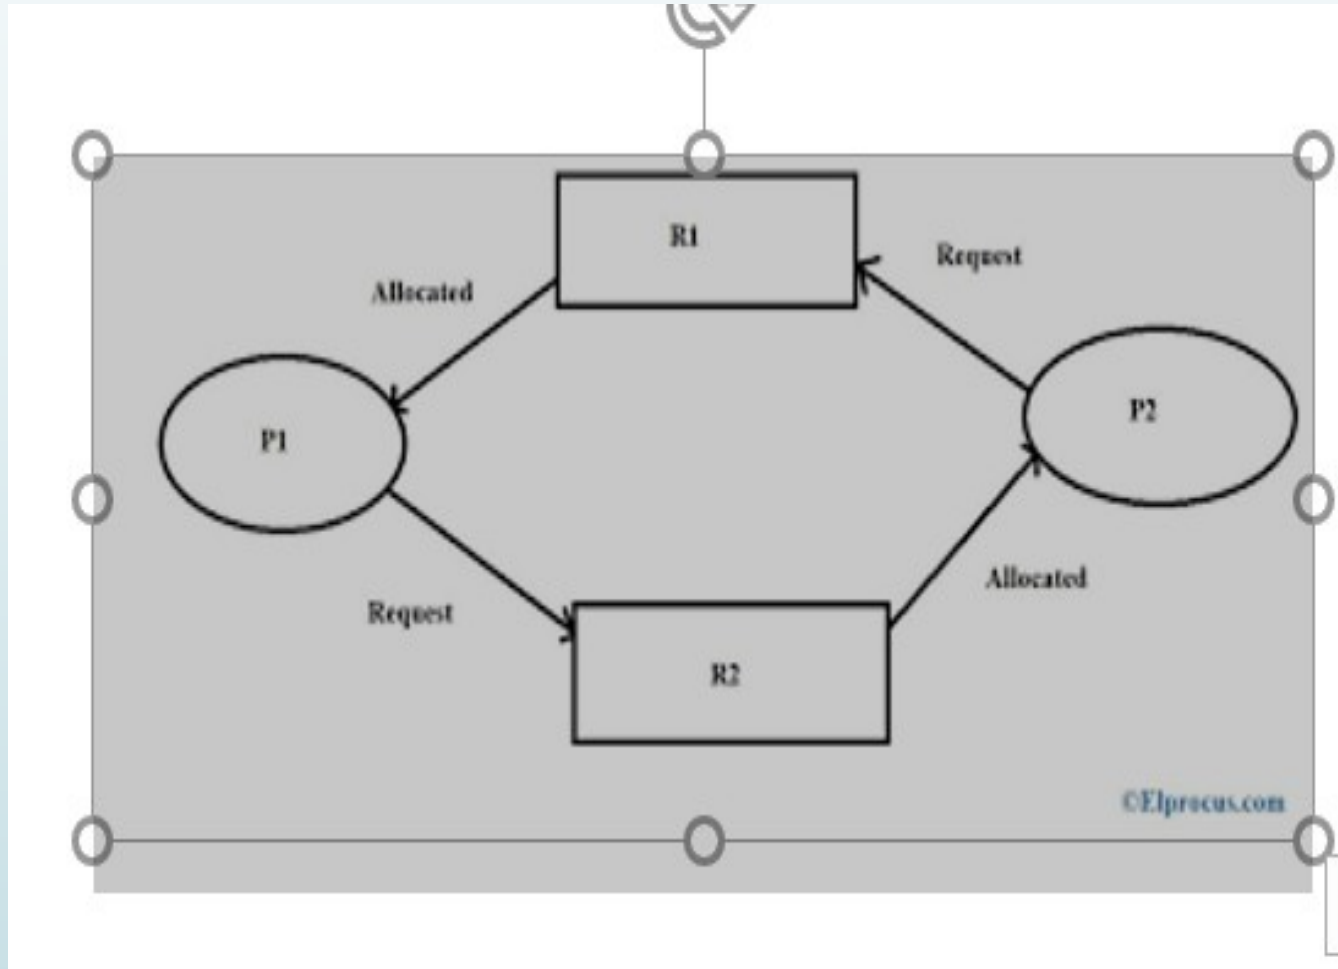 R1
Request
Allocated
P2
P1
Allocated
Request
R2
©Elprocus.com